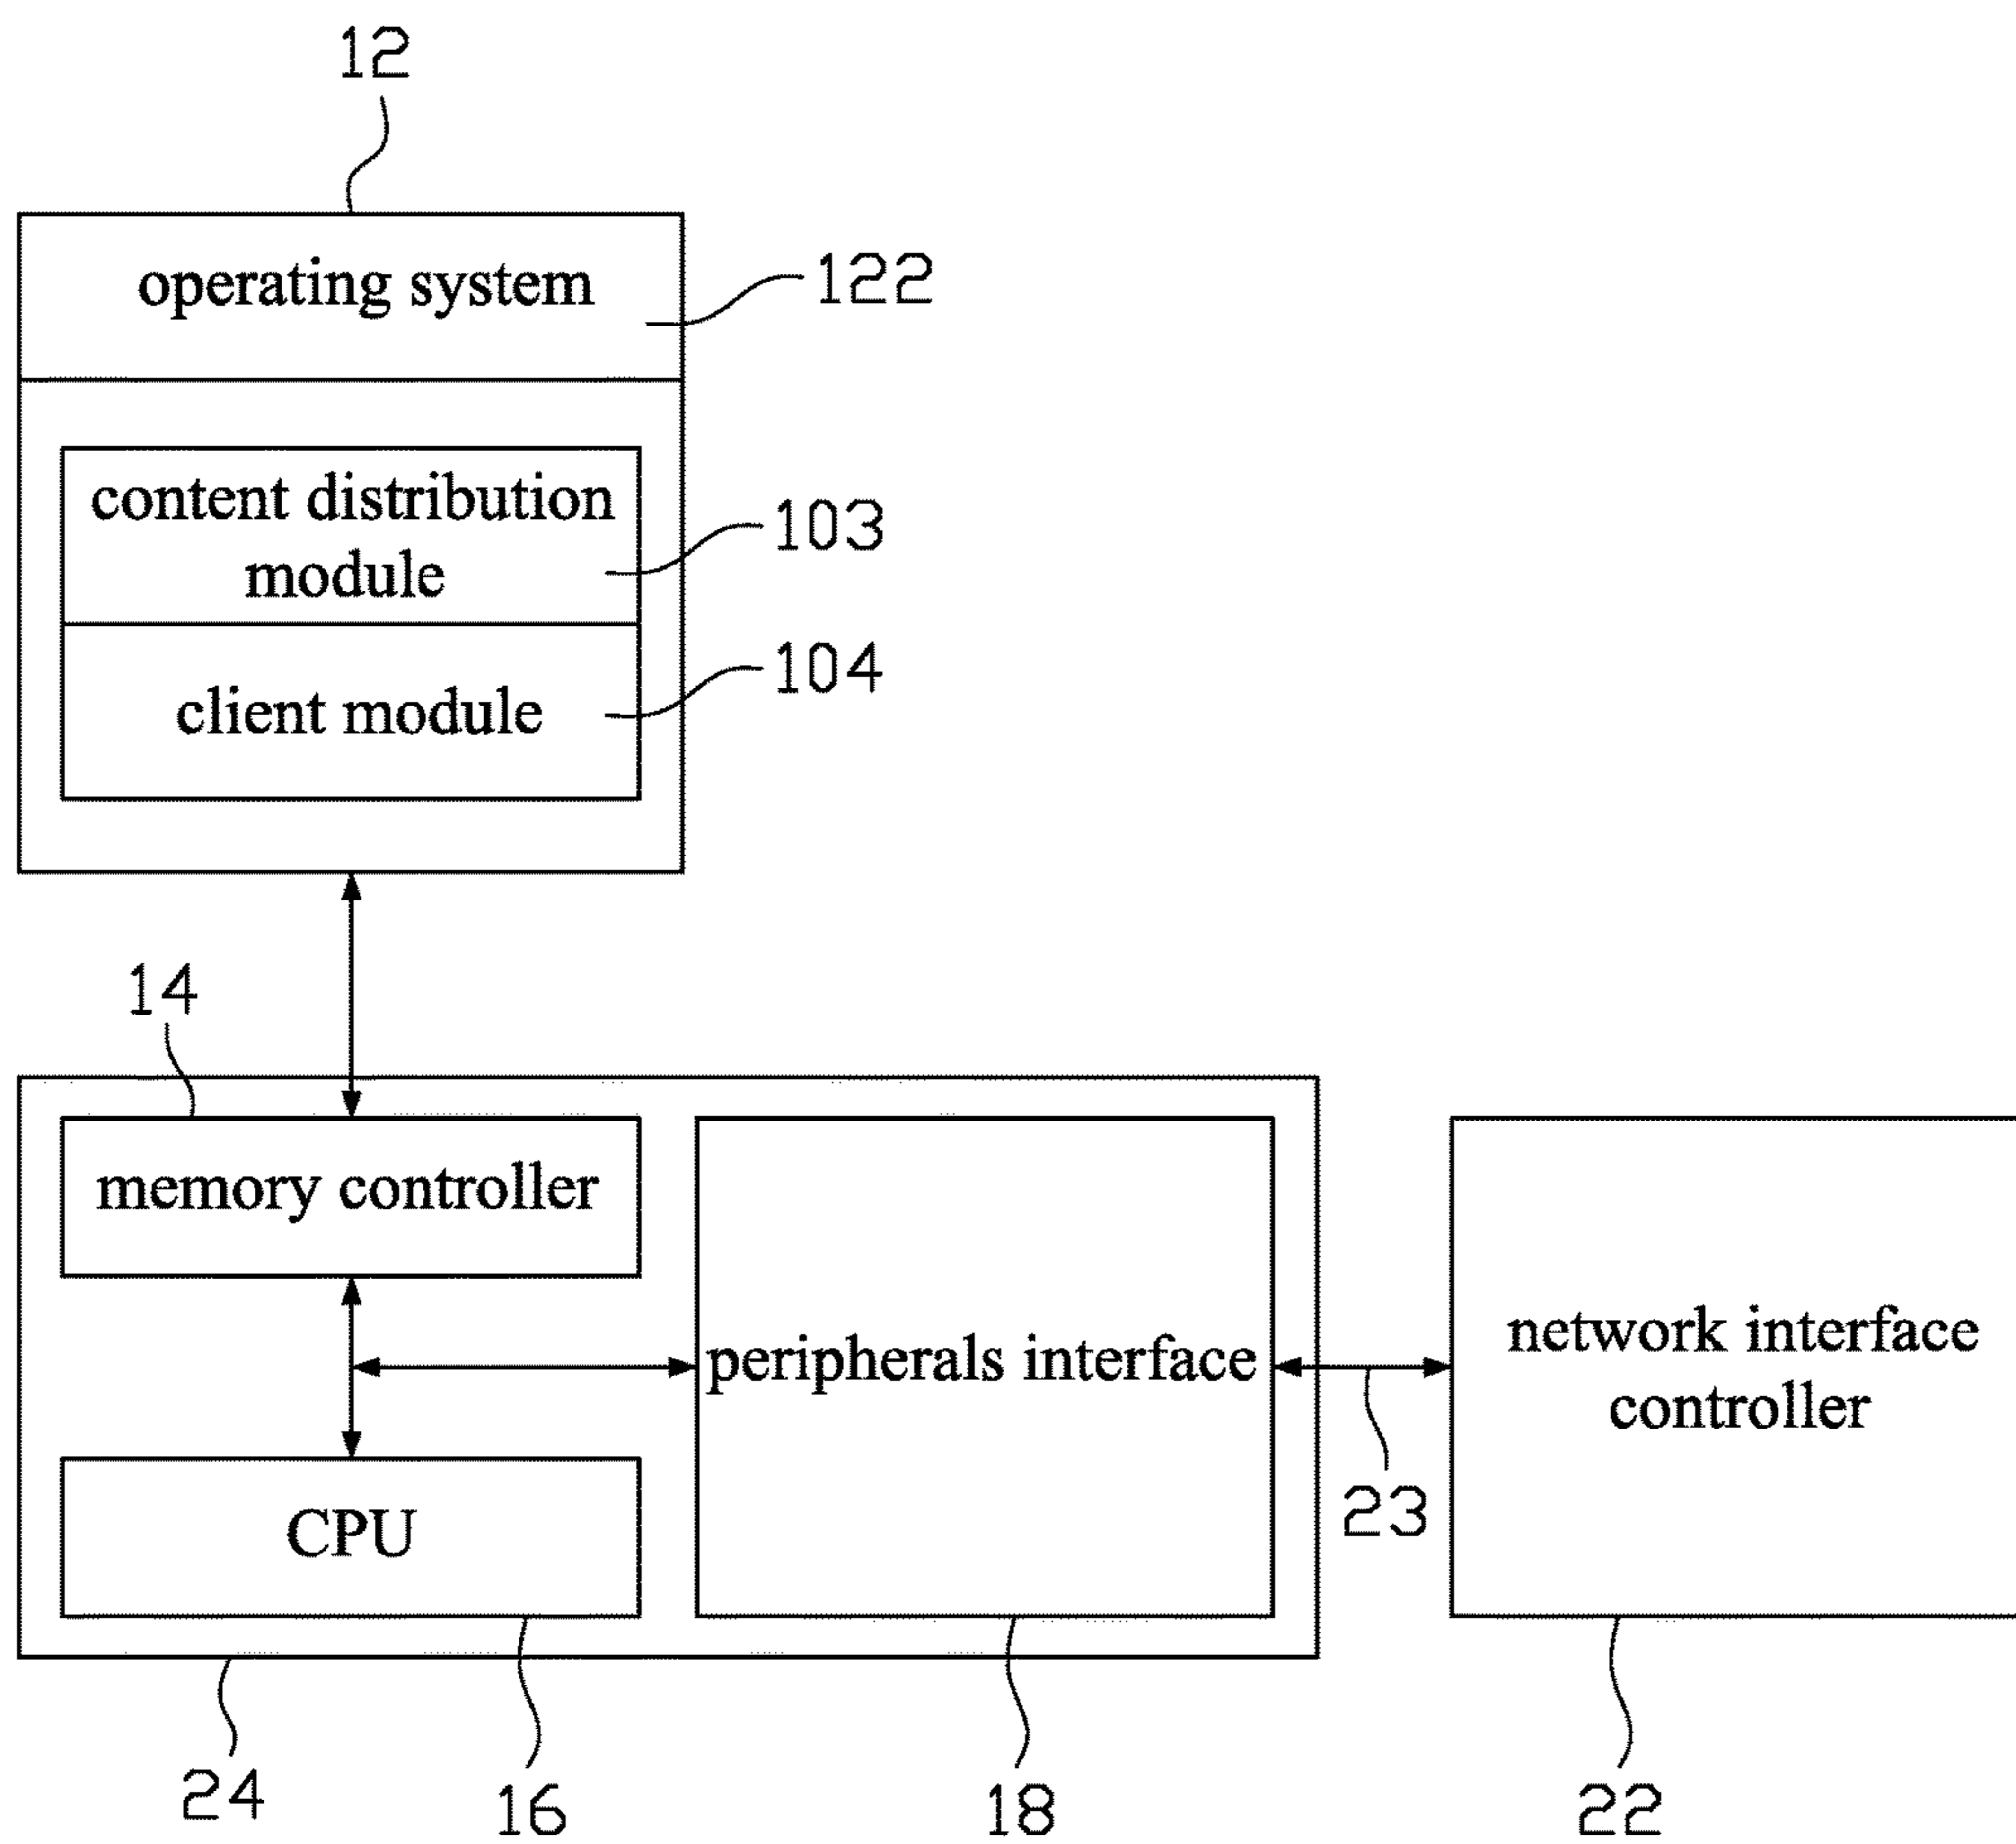 12
operating system
122
content distribution
module
103
client module
104
14
memory controller
peripherals interface
network interface
controller
23
CPU
24
16
18
22